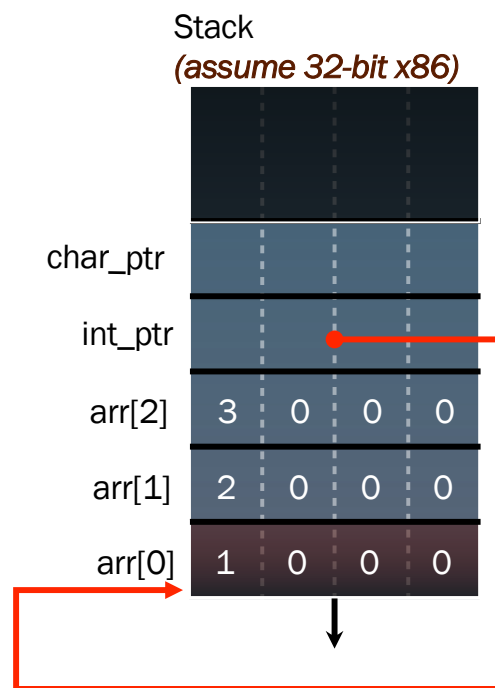 Stack
(assume 32-bit x86)
char_ptr
int_ptr
arr[2] 3 0 0 0
arr[1] 2 0 0 0
arr[0] 1 0 0 0